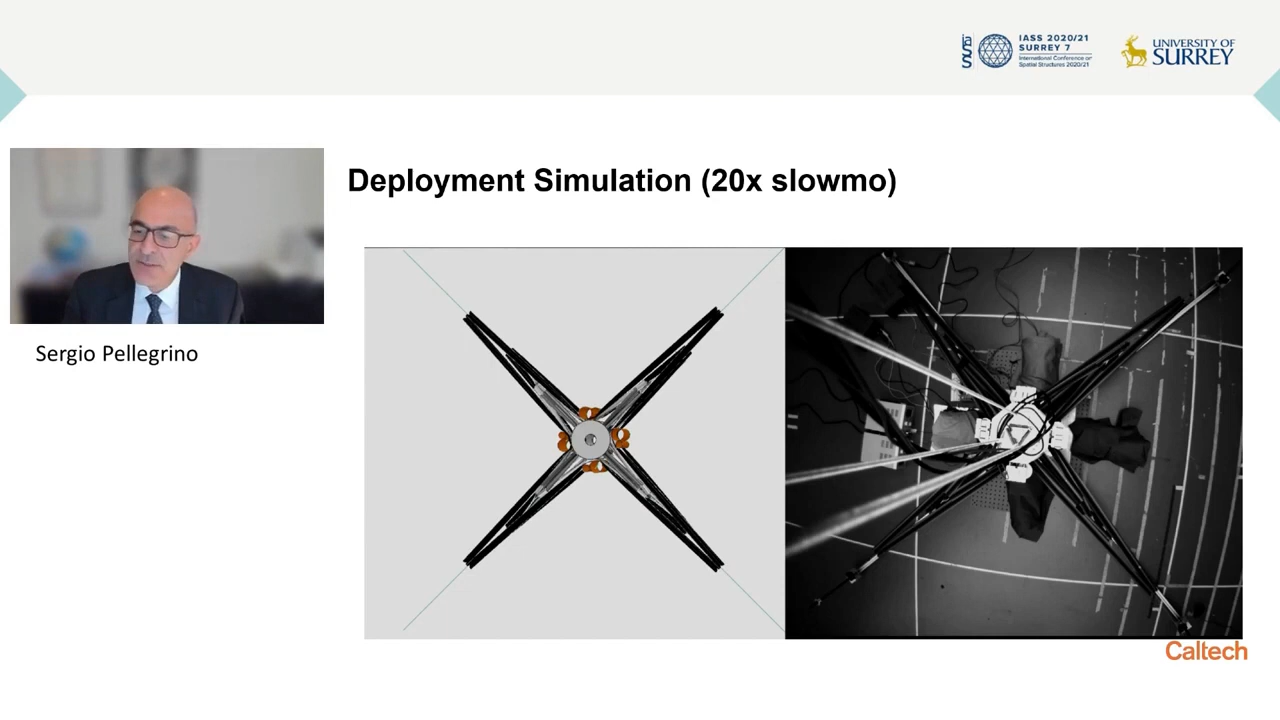 IASS
IASS 2020/21
SURREY 7
International Conference on
Spatial Structures 2020/21
UNIVERSITY OF
SURREY
Deployment Simulation (20x slowmo)
Sergio Pellegrino
Caltech